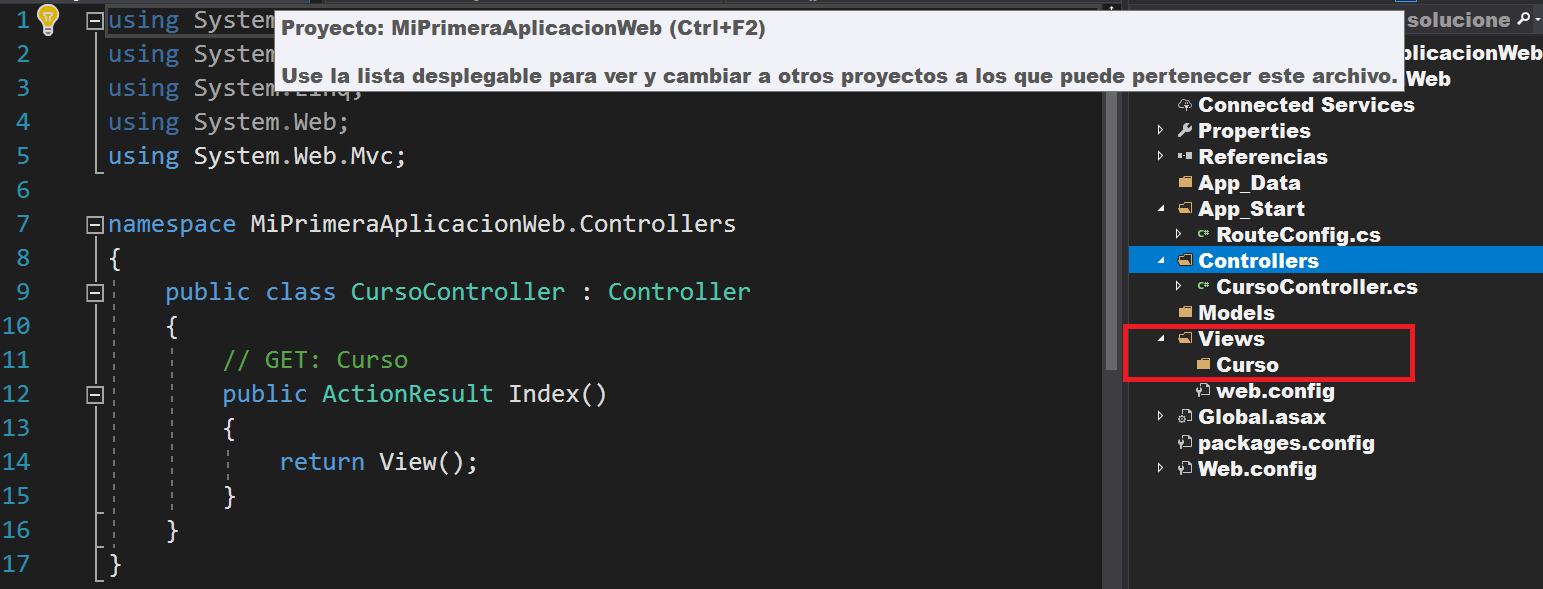 1 using System
Proyecto: MiPrimeraAplicacionWeb (Ctrl+F2)
2 using System
Use la lista desplegable para ver y cambiar a otros proyectos a los que puede pertenecer este archivo.
3 using System.Linq;
4 using System.Web;
5 using System.Web.Mvc;
6
7 namespace MiPrimeraAplicacionWeb.Controllers
8 {
9 public class CursoController : Controller
10 {
11 // GET: Curso
12 public ActionResult Index()
13 {
14 return View();
15 }
16 }
17 }
solucione
plicacionWeb
Web
Connected Services
Properties
Referencias
App_Data
App_Start
C# RouteConfig.cs
Controllers
C# CursoController.cs
Models
Views
Curso
web.config
Global.asax
packages.config
Web.config